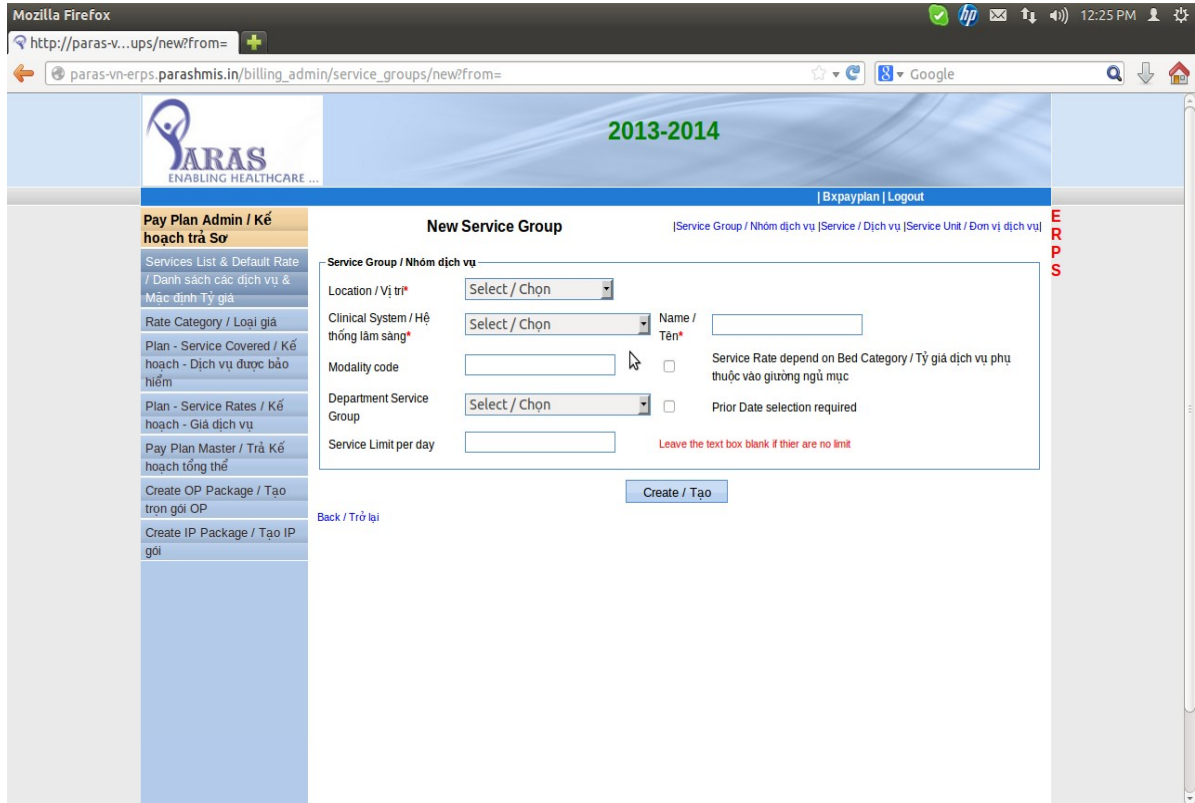 Mozilla Firefox
12:25 PM
http://paras-v...ups/new?from=
paras-vn-erps.parashmis.in/billing_admin/service_groups/new?from=
Google
PARAS
ENABLING HEALTHCARE ...
2013-2014
| Bxpayplan | Logout
Pay Plan Admin / Kế
hoạch trả Sơ
Services List & Default Rate
/ Danh sách các dịch vụ &
Mặc định Tỷ giá
Rate Category / Loại giá
Plan - Service Covered / Kế
hoạch - Dịch vụ được bảo
hiểm
Plan - Service Rates / Kế
hoạch - Giá dịch vụ
Pay Plan Master / Trả Kế
hoạch tổng thể
Create OP Package / Tạo
trọn gói OP
Create IP Package / Tạo IP
gói
New Service Group
|Service Group / Nhóm dịch vụ |Service / Dịch vụ |Service Unit / Đơn vị dịch vụ|
Service Group / Nhóm dịch vụ
Location / Vị trí*
Select / Chọn
Clinical System / Hệ
thống lâm sàng*
Select / Chọn
Name /
Tên*
Modality code
Service Rate depend on Bed Category / Tỷ giá dịch vụ phụ
thuộc vào giường ngủ mục
Department Service
Group
Select / Chọn
Prior Date selection required
Service Limit per day
Leave the text box blank if thier are no limit
Create / Tạo
Back / Trở lại
E
R
P
S
hp